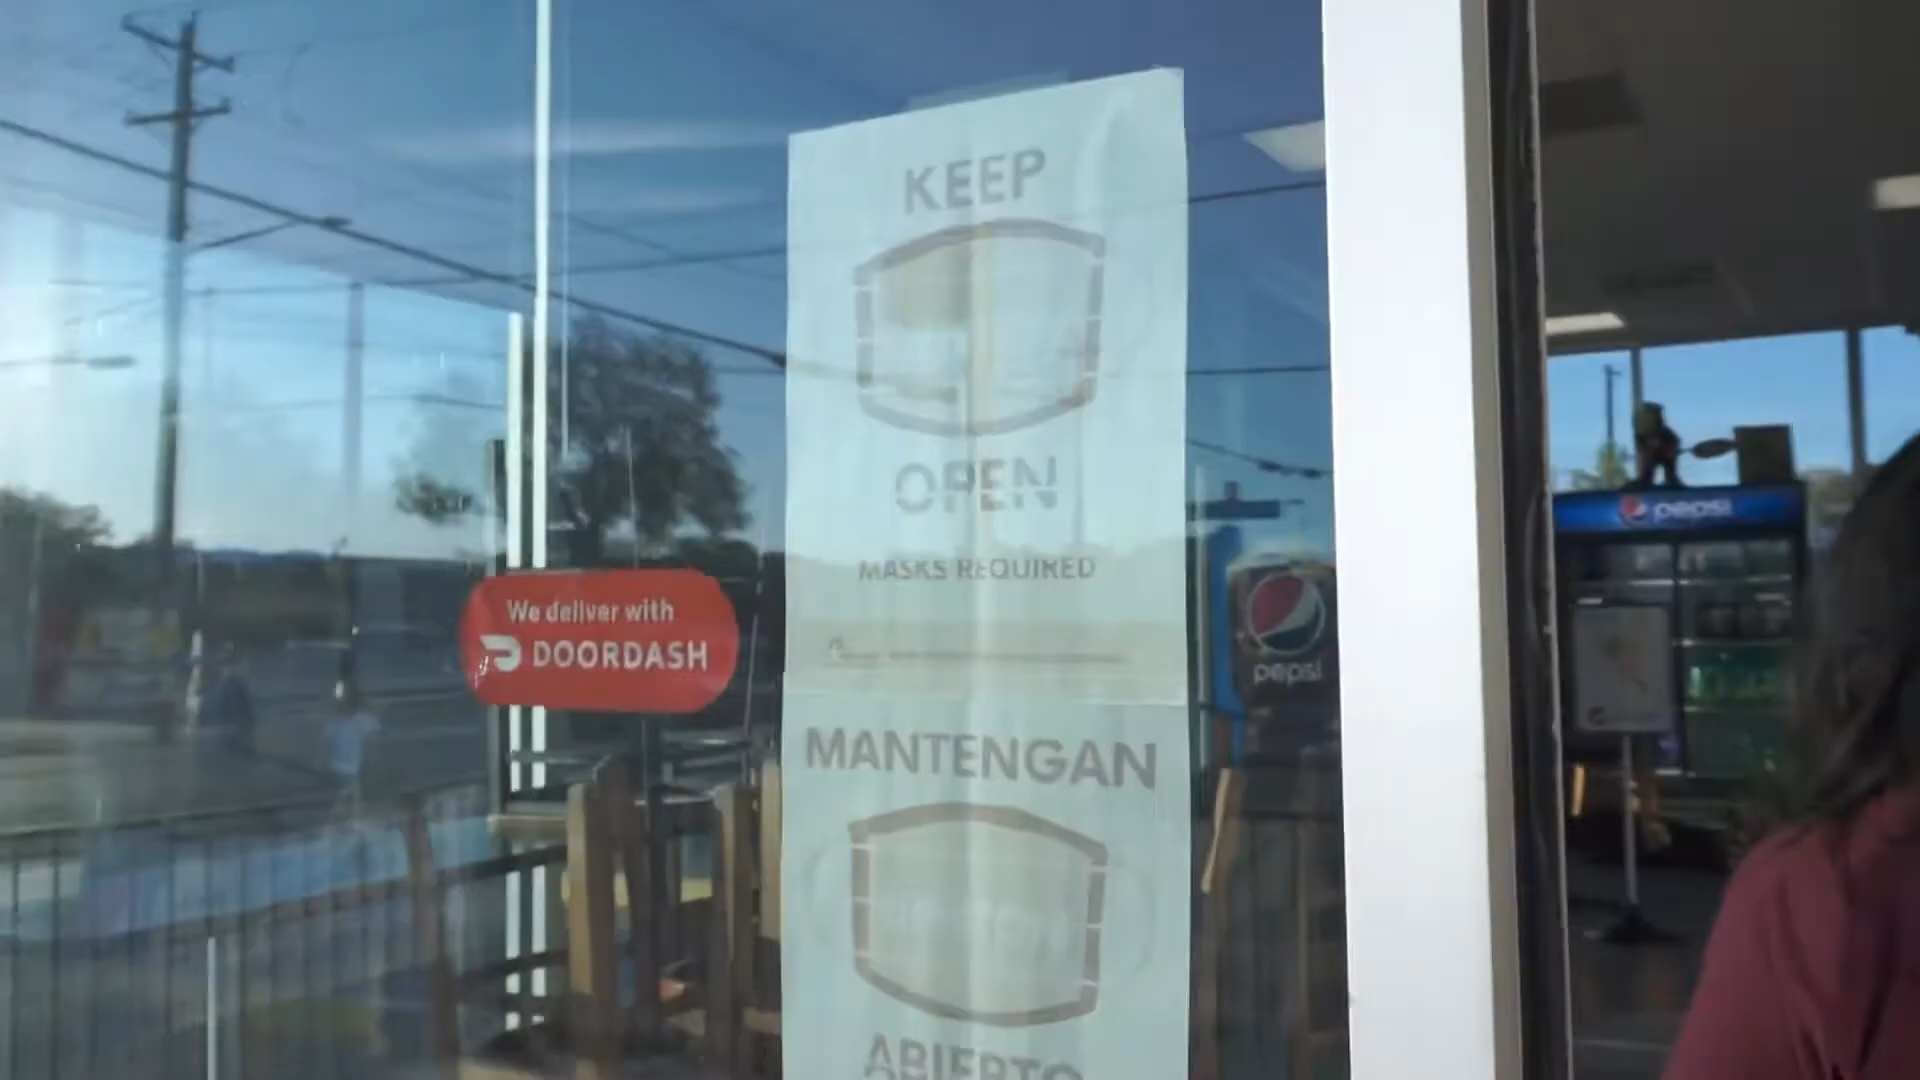 KEEP
OPEN
MASKS REQUIRED
We deliver with
DOORDASH
MANTENGAN
ABIERTO
pepsi
pepsi